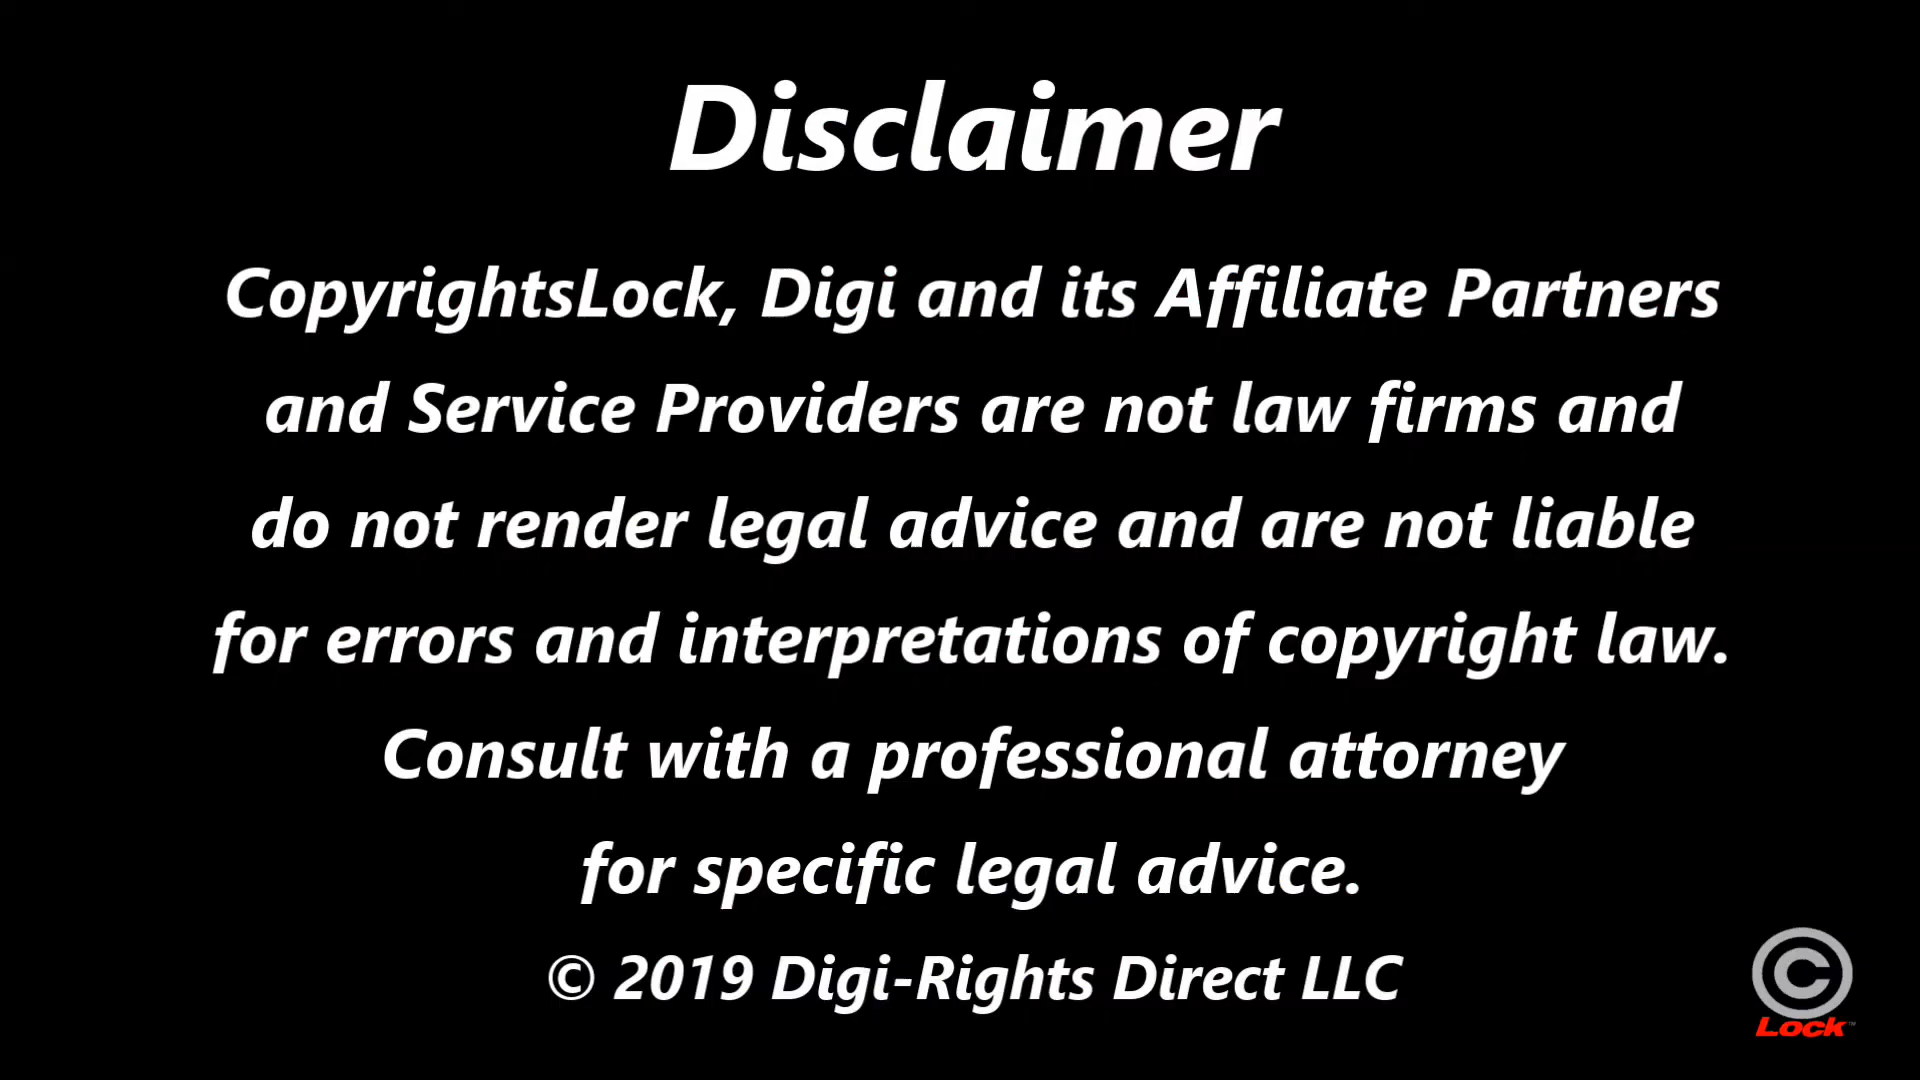 Disclaimer
CopyrightsLock, Digi and its Affiliate Partners
and Service Providers are not law firms and
do not render legal advice and are not liable
for errors and interpretations of copyright law.
Consult with a professional attorney
for specific legal advice.
© 2019 Digi-Rights Direct LLC
©
Lock™